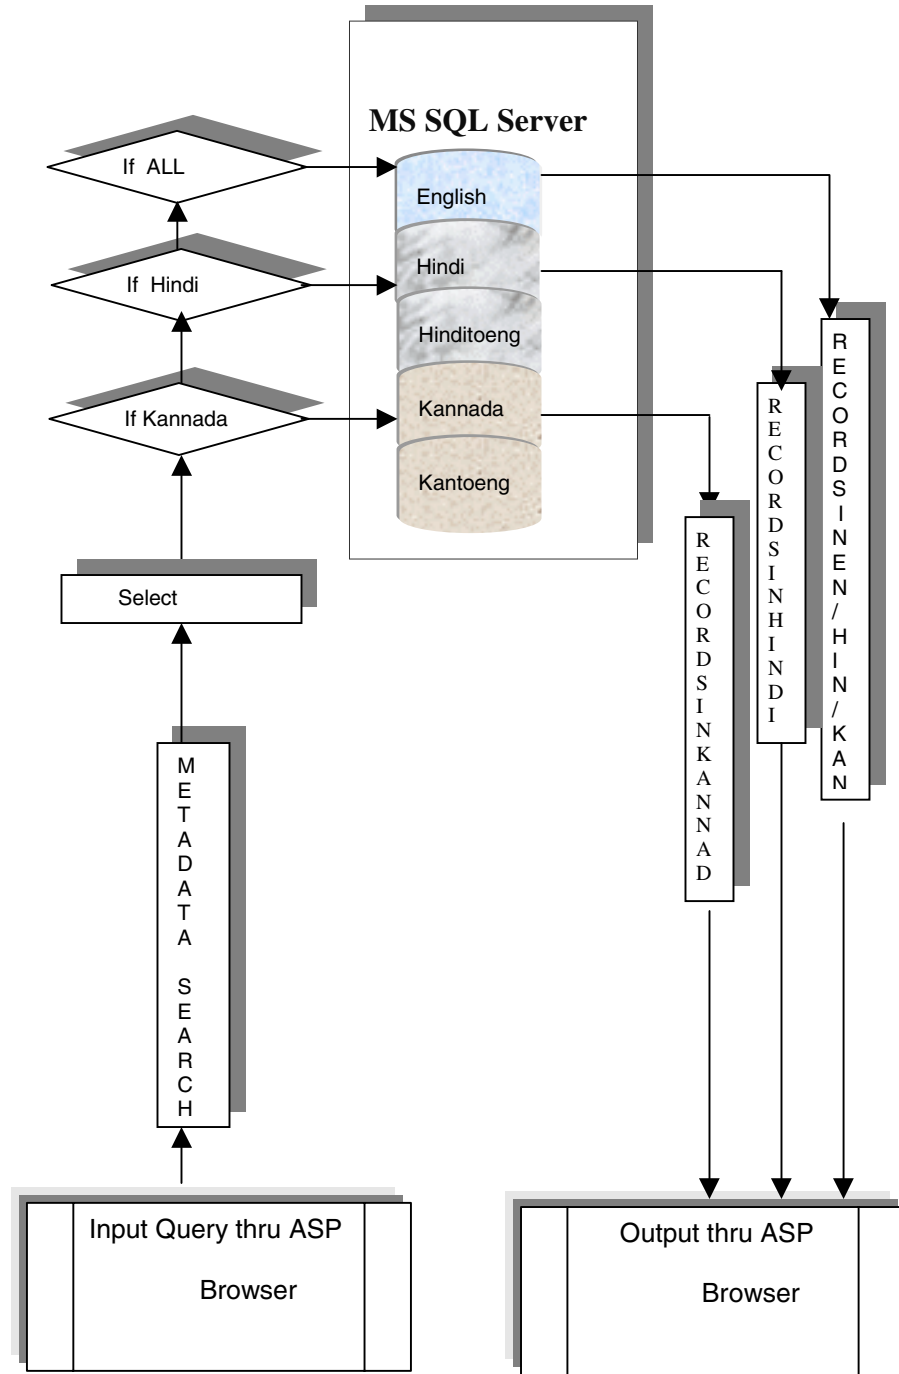 MS SQL Server
If ALL
English
If Hindi
Hindi
Hinditoeng
If Kannada
Kannada
Kantoeng
Select
METADATA SEARCH
RECORDSINKANNAD
RECORDSINHINDI
RECORDSINEN/HIN/KAN
Input Query thru ASP
Browser
Output thru ASP
Browser